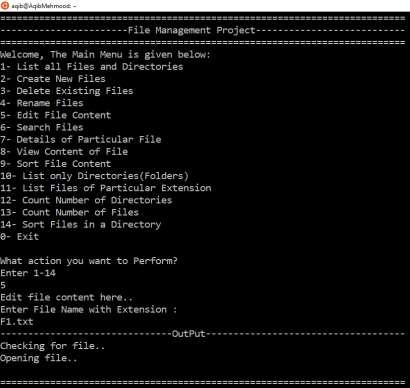 aqib@AqibMehmood: ~
================================================================
----------------------File Management Project-------------------------
================================================================
Welcome, The Main Menu is given below:
1- List all Files and Directories
2- Create New Files
3- Delete Existing Files
4- Rename Files
5- Edit File Content
6- Search Files
7- Details of Particular File
8- View Content of File
9- Sort File Content
10- List only Directories(Folders)
11- List Files of Particular Extension
12- Count Number of Directories
13- Count Number of Files
14- Sort Files in a Directory
0- Exit
What action you want to Perform?
Enter 1-14
5
Edit file content here..
Enter File Name with Extension :
F1.txt
------------------------------OutPut----------------------------------
Checking for file..
Opening file..
================================================================